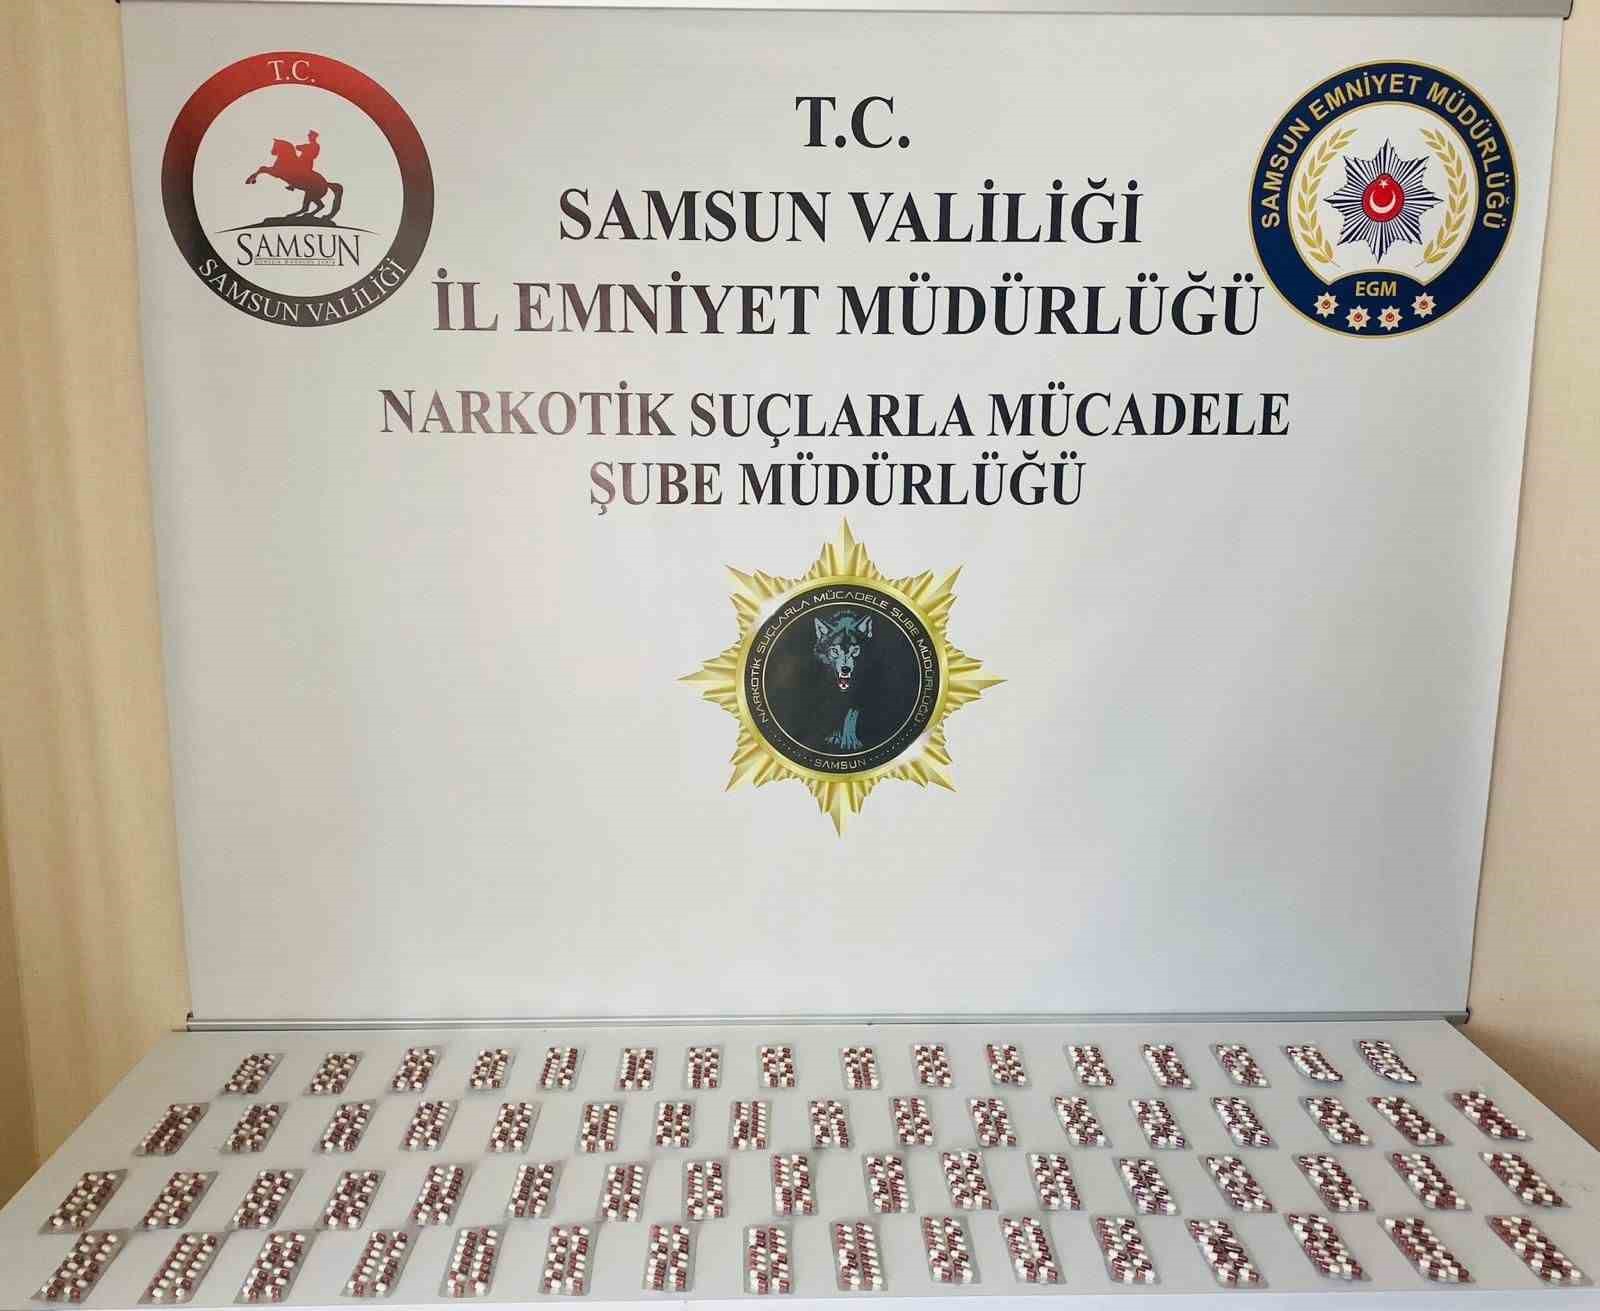 T.C.
SAMSUN
SAMSUN VALİLİĞİ
T.C.
SAMSUN VALİLİĞİ
İL EMNİYET MÜDÜRLÜĞÜ
NARKOTİK SUÇLARLA MÜCADELE
ŞUBE MÜDÜRLÜĞÜ
SAMSUN EMNİYET MÜDÜRLÜĞÜ
EGM
NARKOTİK SUÇLARLA MÜCADELE ŞUBE MÜDÜRLÜĞÜ
SAMSUN